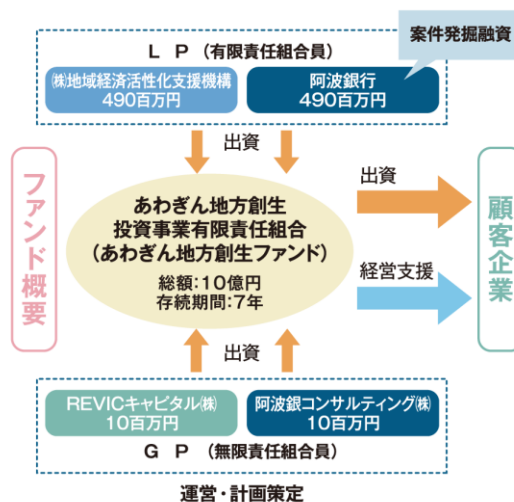 案件発掘融資
L P (有限責任組合員)
㈱地域経済活性化支援機構
490百万円
阿波銀行
490百万円
出資
ファンド概要
あわぎん地方創生
投資事業有限責任組合
(あわぎん地方創生ファンド)
総額:10億円
存続期間:7年
出資
経営支援
顧客企業
出資
REVICキャピタル㈱
10百万円
阿波銀コンサルティング㈱
10百万円
G P (無限責任組合員)
運営・計画策定